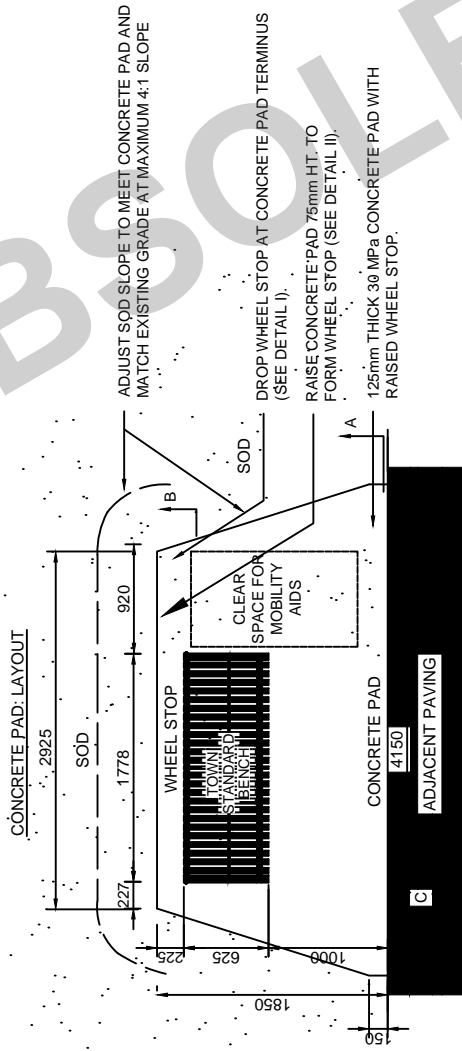 CONCRETE PAD: LAYOUT
2925
SOD
227
1778
920
WHEEL STOP
B
TOWN
STANDARD
BENCH
CLEAR
SPACE FOR
MOBILITY
AIDS
SOD
225
625
1000
1850
150
CONCRETE PAD
4150
ADJACENT PAVING
C
A
ADJUST SOD SLOPE TO MEET CONCRETE PAD AND
MATCH EXISTING GRADE AT MAXIMUM 4:1 SLOPE
DROP WHEEL STOP AT CONCRETE PAD TERMINUS
(SEE DETAIL I).
RAISE CONCRETE PAD 75mm HT. TO
FORM WHEEL STOP (SEE DETAIL II).
125mm THICK 30 MPa CONCRETE PAD WITH
RAISED WHEEL STOP.